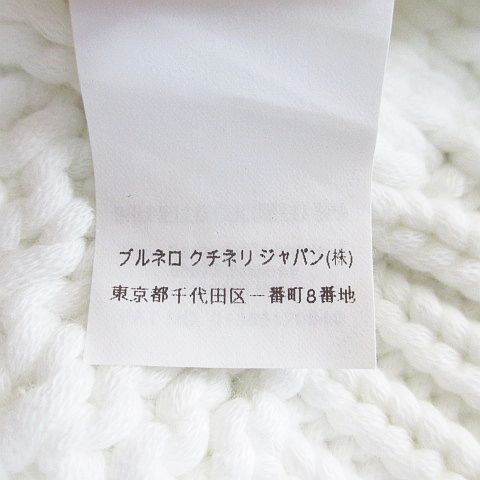 ブルネロ クチネリ ジャパン(株)
東京都千代田区一番町8番地